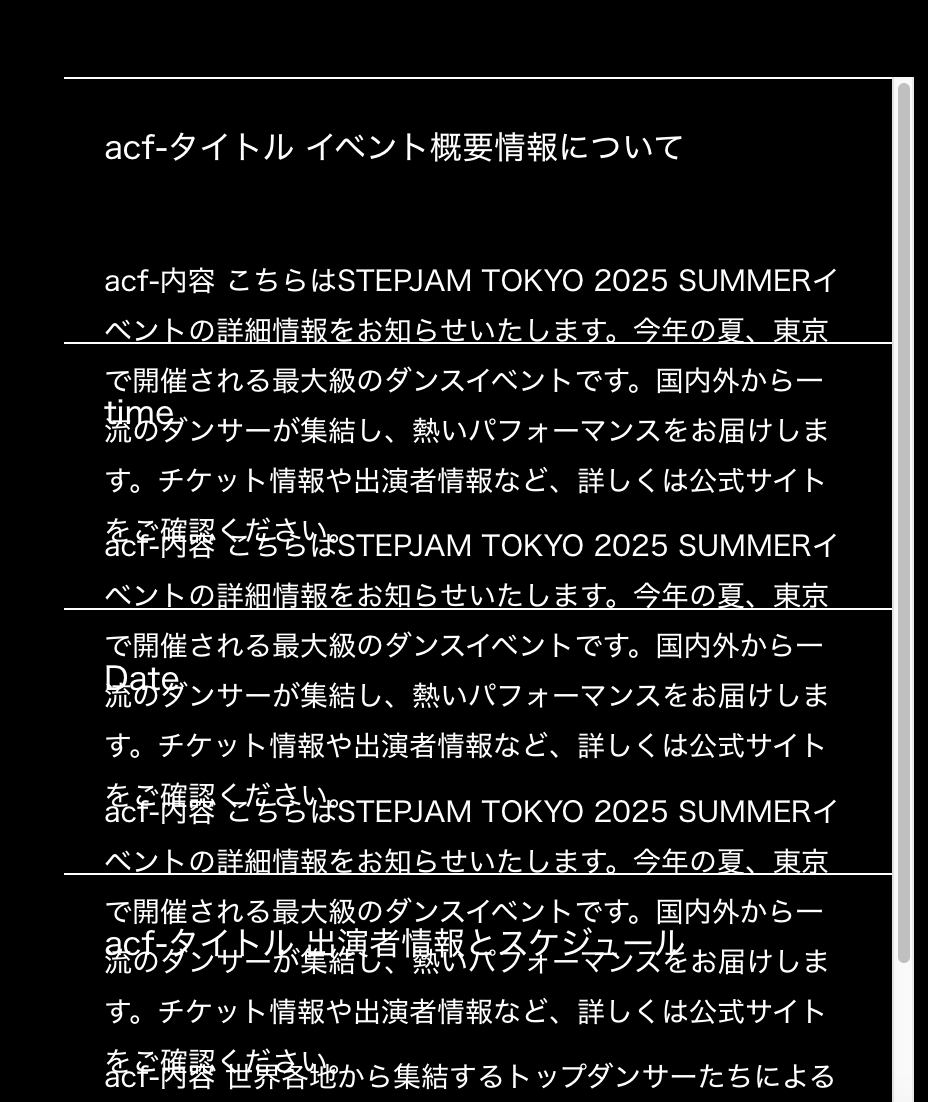 acf-タイトル イベント概要情報について
acf-内容 こちらはSTEPJAM TOKYO 2025 SUMMERイ
ベントの詳細情報をお知らせいたします。今年の夏、東京
で開催される最大級のダンスイベントです。国内外から一
time
流のダンサーが集結し、熱いパフォーマンスをお届けしま
す。チケット情報や出演者情報など、詳しくは公式サイト
をご確認ください。
acf-内容 こちらはSTEPJAM TOKYO 2025 SUMMERイ
ベントの詳細情報をお知らせいたします。今年の夏、東京
で開催される最大級のダンスイベントです。国内外から一
Date
流のダンサーが集結し、熱いパフォーマンスをお届けしま
す。チケット情報や出演者情報など、詳しくは公式サイト
をご確認ください。
acf-内容 こちらはSTEPJAM TOKYO 2025 SUMMERイ
ベントの詳細情報をお知らせいたします。今年の夏、東京
で開催される最大級のダンスイベントです。国内外から一
acf-タイトル 出演者情報とスケジュール
流のダンサーが集結し、熱いパフォーマンスをお届けしま
す。チケット情報や出演者情報など、詳しくは公式サイト
をご確認ください。
acf-内容 世界各地から集結するトップダンサーたちによる